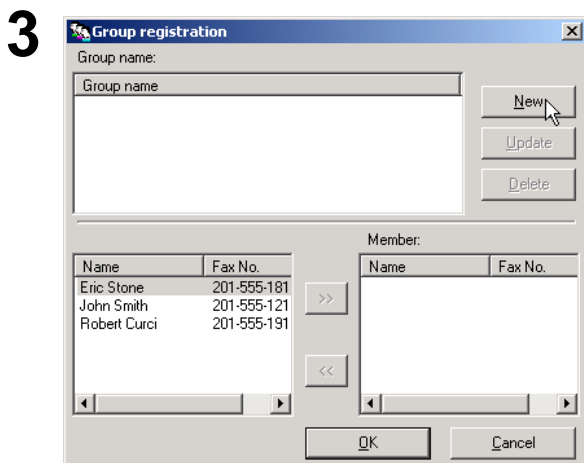 3
Group registration
Group name:
Group name
New
Update
Delete
Member:
Name Fax No.
Eric Stone 201-555-181
John Smith 201-555-121
Robert Curci 201-555-191
>>
<<
Name Fax No.
OK Cancel